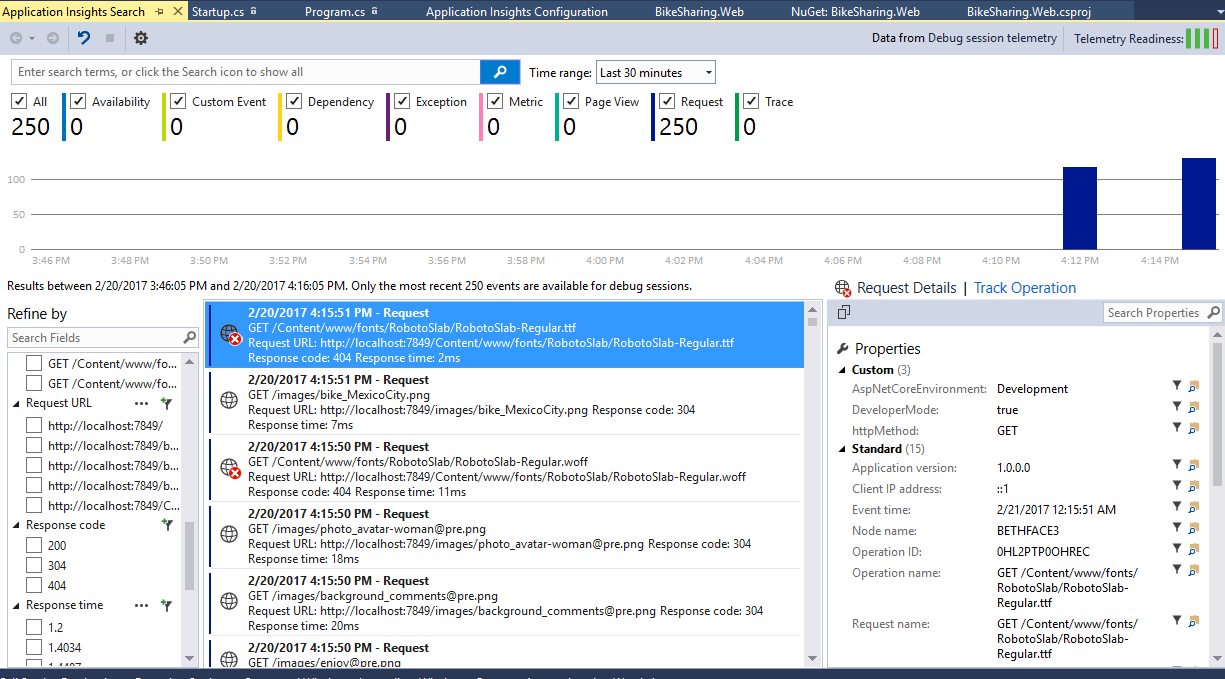 Application Insights Search
Startup.cs
Program.cs
Application Insights Configuration
BikeSharing.Web
NuGet: BikeSharing.Web
BikeSharing.Web.csproj
Data from Debug session telemetry
Telemetry Readiness:
Enter search terms, or click the Search icon to show all
Time range:
Last 30 minutes
All
250
Availability
0
Custom Event
0
Dependency
0
Exception
0
Metric
0
Page View
0
Request
250
Trace
0
100
50
0
3:46 PM
3:48 PM
3:50 PM
3:52 PM
3:54 PM
3:56 PM
3:58 PM
4:00 PM
4:02 PM
4:04 PM
4:06 PM
4:08 PM
4:10 PM
4:12 PM
4:14 PM
Results between 2/20/2017 3:46:05 PM and 2/20/2017 4:16:05 PM. Only the most recent 250 events are available for debug sessions.
Refine by
Search Fields
GET /Content/www/fo...
GET /Content/www/fo...
Request URL
http://localhost:7849/
http://localhost:7849/b...
http://localhost:7849/b...
http://localhost:7849/b...
http://localhost:7849/C...
Response code
200
304
404
Response time
1.2
1.4034
2/20/2017 4:15:51 PM - Request
GET /Content/www/fonts/RobotoSlab/RobotoSlab-Regular.ttf
Request URL: http://localhost:7849/Content/www/fonts/RobotoSlab/RobotoSlab-Regular.ttf
Response code: 404 Response time: 2ms
2/20/2017 4:15:51 PM - Request
GET /images/bike_MexicoCity.png
Request URL: http://localhost:7849/images/bike_MexicoCity.png Response code: 304
Response time: 7ms
2/20/2017 4:15:50 PM - Request
GET /Content/www/fonts/RobotoSlab/RobotoSlab-Regular.woff
Request URL: http://localhost:7849/Content/www/fonts/RobotoSlab/RobotoSlab-Regular.woff
Response code: 404 Response time: 11ms
2/20/2017 4:15:50 PM - Request
GET /images/photo_avatar-woman@pre.png
Request URL: http://localhost:7849/images/photo_avatar-woman@pre.png Response code: 304
Response time: 18ms
2/20/2017 4:15:50 PM - Request
GET /images/background_comments@pre.png
Request URL: http://localhost:7849/images/background_comments@pre.png Response code: 304
Response time: 20ms
2/20/2017 4:15:50 PM - Request
GET /images/enjoy@pre.png
Request Details | Track Operation
Search Properties
Properties
Custom (3)
AspNetCoreEnvironment: Development
DeveloperMode: true
httpMethod: GET
Standard (15)
Application version: 1.0.0.0
Client IP address: ::1
Event time: 2/21/2017 12:15:51 AM
Node name: BETHFACE3
Operation ID: 0HL2PTP0OHREC
Operation name: GET /Content/www/fonts/
RobotoSlab/RobotoSlab-
Regular.ttf
Request name: GET /Content/www/fonts/
RobotoSlab/RobotoSlab-
Regular.ttf